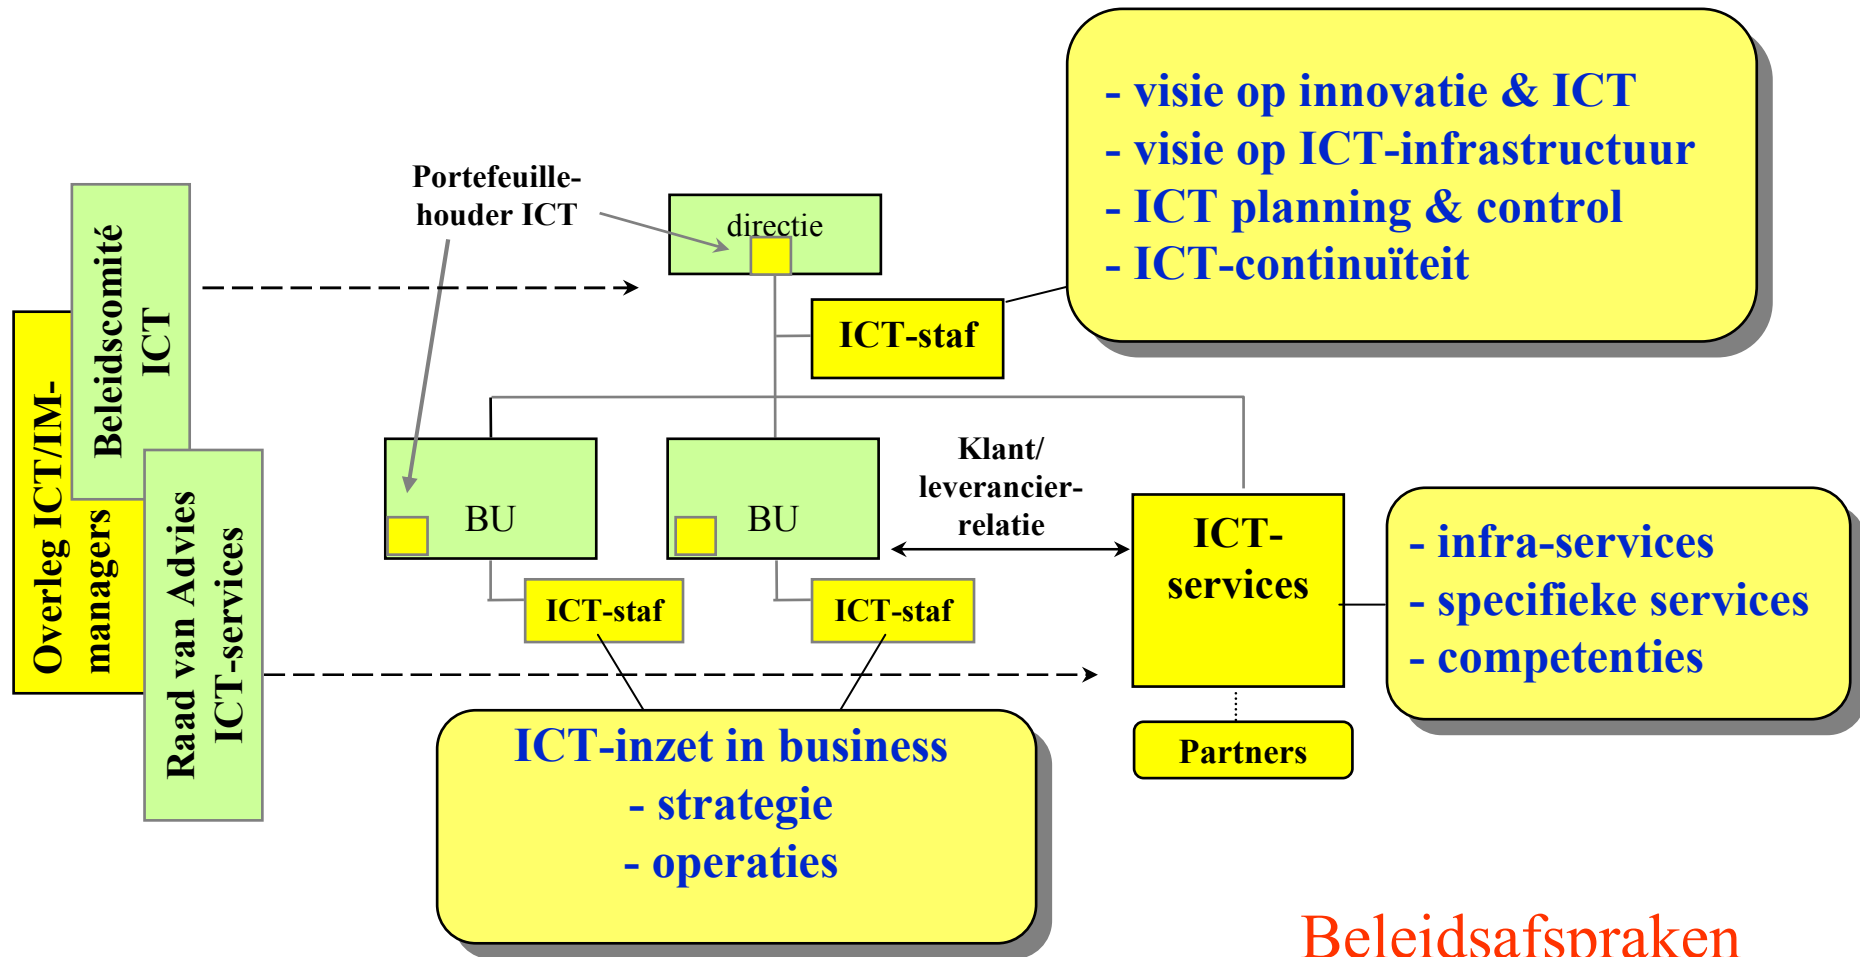 - visie op innovatie & ICT
- visie op ICT-infrastructuur
- ICT planning & control
- ICT-continuïteit
Portefeuille-
houder ICT
directie
ICT-staf
Beleidscomité
ICT
Overleg ICT/IM-
managers
Raad van Advies
ICT-services
BU
BU
Klant/
leverancier-
relatie
ICT-
services
- infra-services
- specifieke services
- competenties
ICT-staf
ICT-staf
Partners
ICT-inzet in business
- strategie
- operaties
Beleidsafspraken